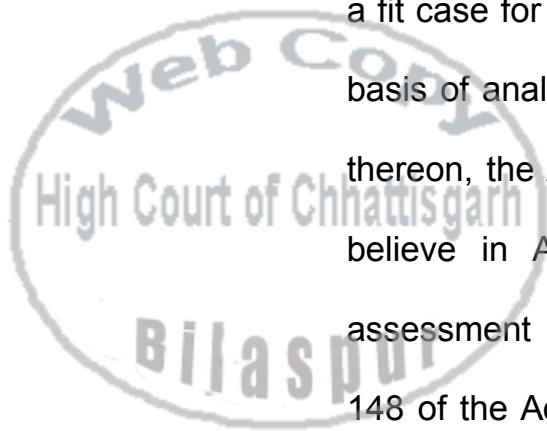 a fit case for
Web Copy
basis of anal
thereon, the
High Court of Chhattisgarh
believe in A
assessment
Bilaspur
148 of the Ac